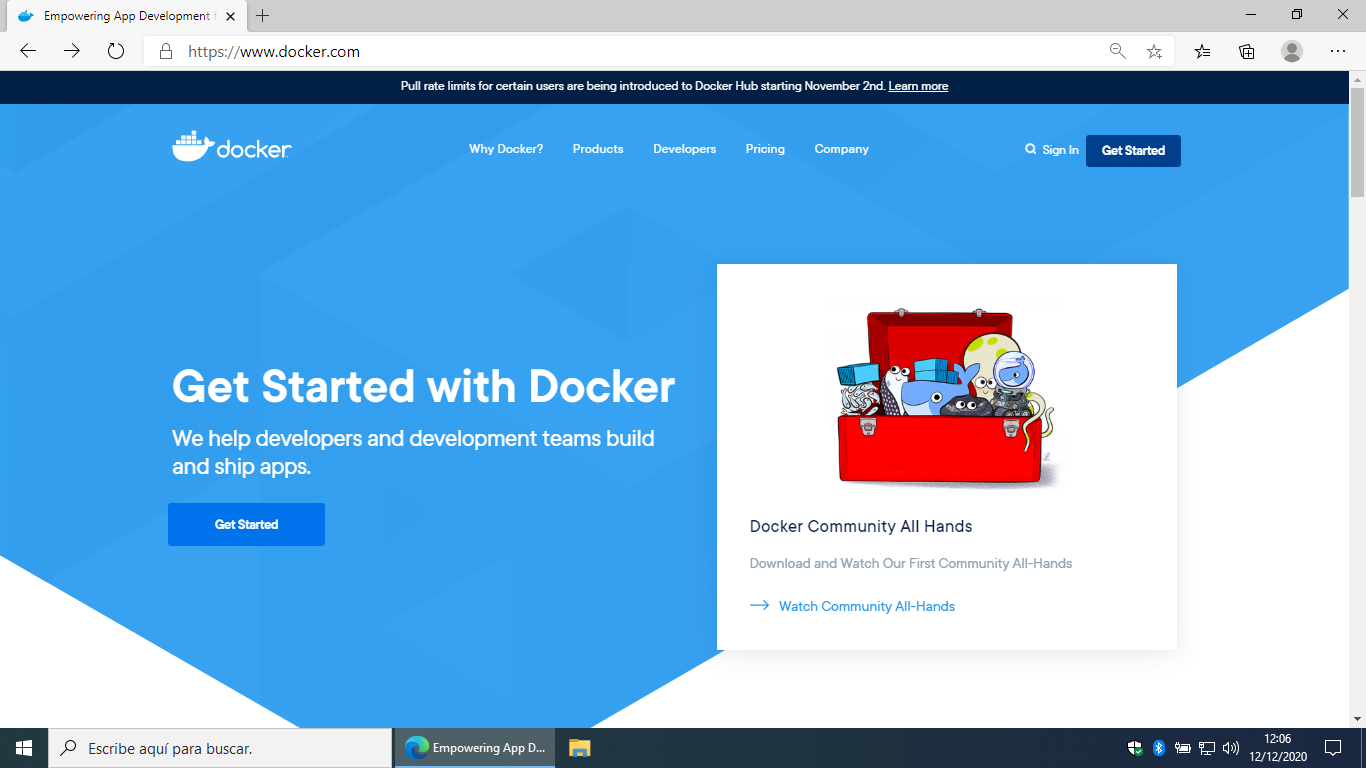 Empowering App Development f
https://www.docker.com
Pull rate limits for certain users are being introduced to Docker Hub starting November 2nd. Learn more
docker
Why Docker? Products Developers Pricing Company
Sign In Get Started
Get Started with Docker
We help developers and development teams build
and ship apps.
Get Started
Docker Community All Hands
Download and Watch Our First Community All-Hands
Watch Community All-Hands
Escribe aquí para buscar.
Empowering App D...
12:06
12/12/2020